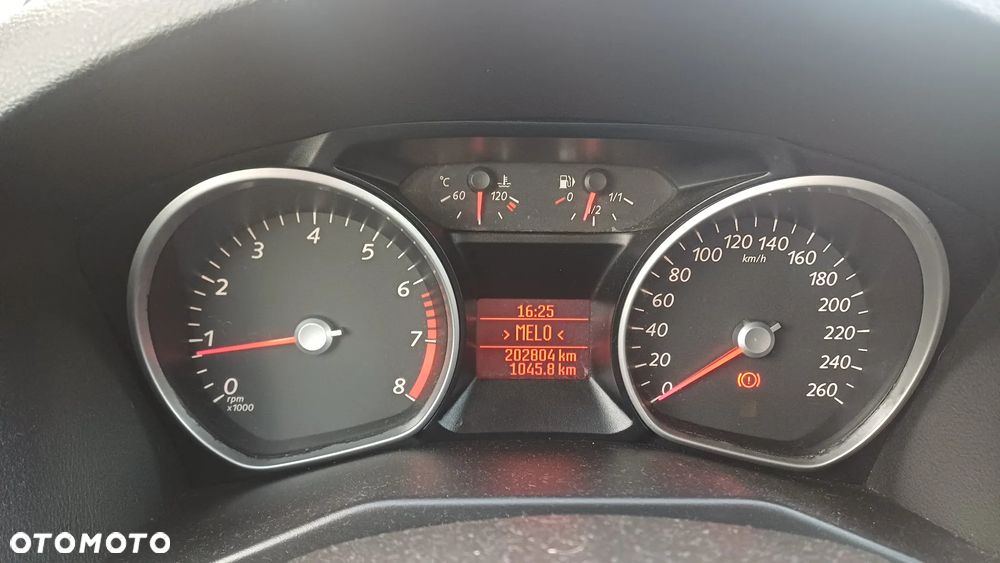 °C 60 120 0 1/2 1/1
0 1 2 3 4 5 6 7 8
rpm
x1000
16:25
> MELO <
202804 km
1045.8 km
0 20 40 60 80 100 120 140 160 180 200 220 240 260
km/h
OTOMOTO